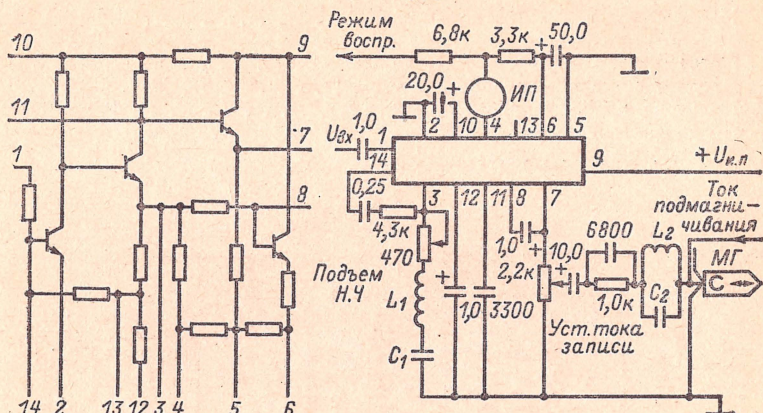 10
9
11
7
1
8
14 2 13 12 3 4 5 6
Режим воспр.
6,8к
3,3к
+
50,0
20,0
+
ИП
Uвх
1,0
1
2
10
4
13
6
5
14
9
+Uи.п
0,25
3
12
11
8
7
4,3к
470
Подъем
Н.Ч
L1
C1
+
1,0
3300
1,0
+
2,2к
10,0
+
6800
1,0к
L2
C2
Ток
подмагни-
чивания
МГ
С
Уст. тока
записи